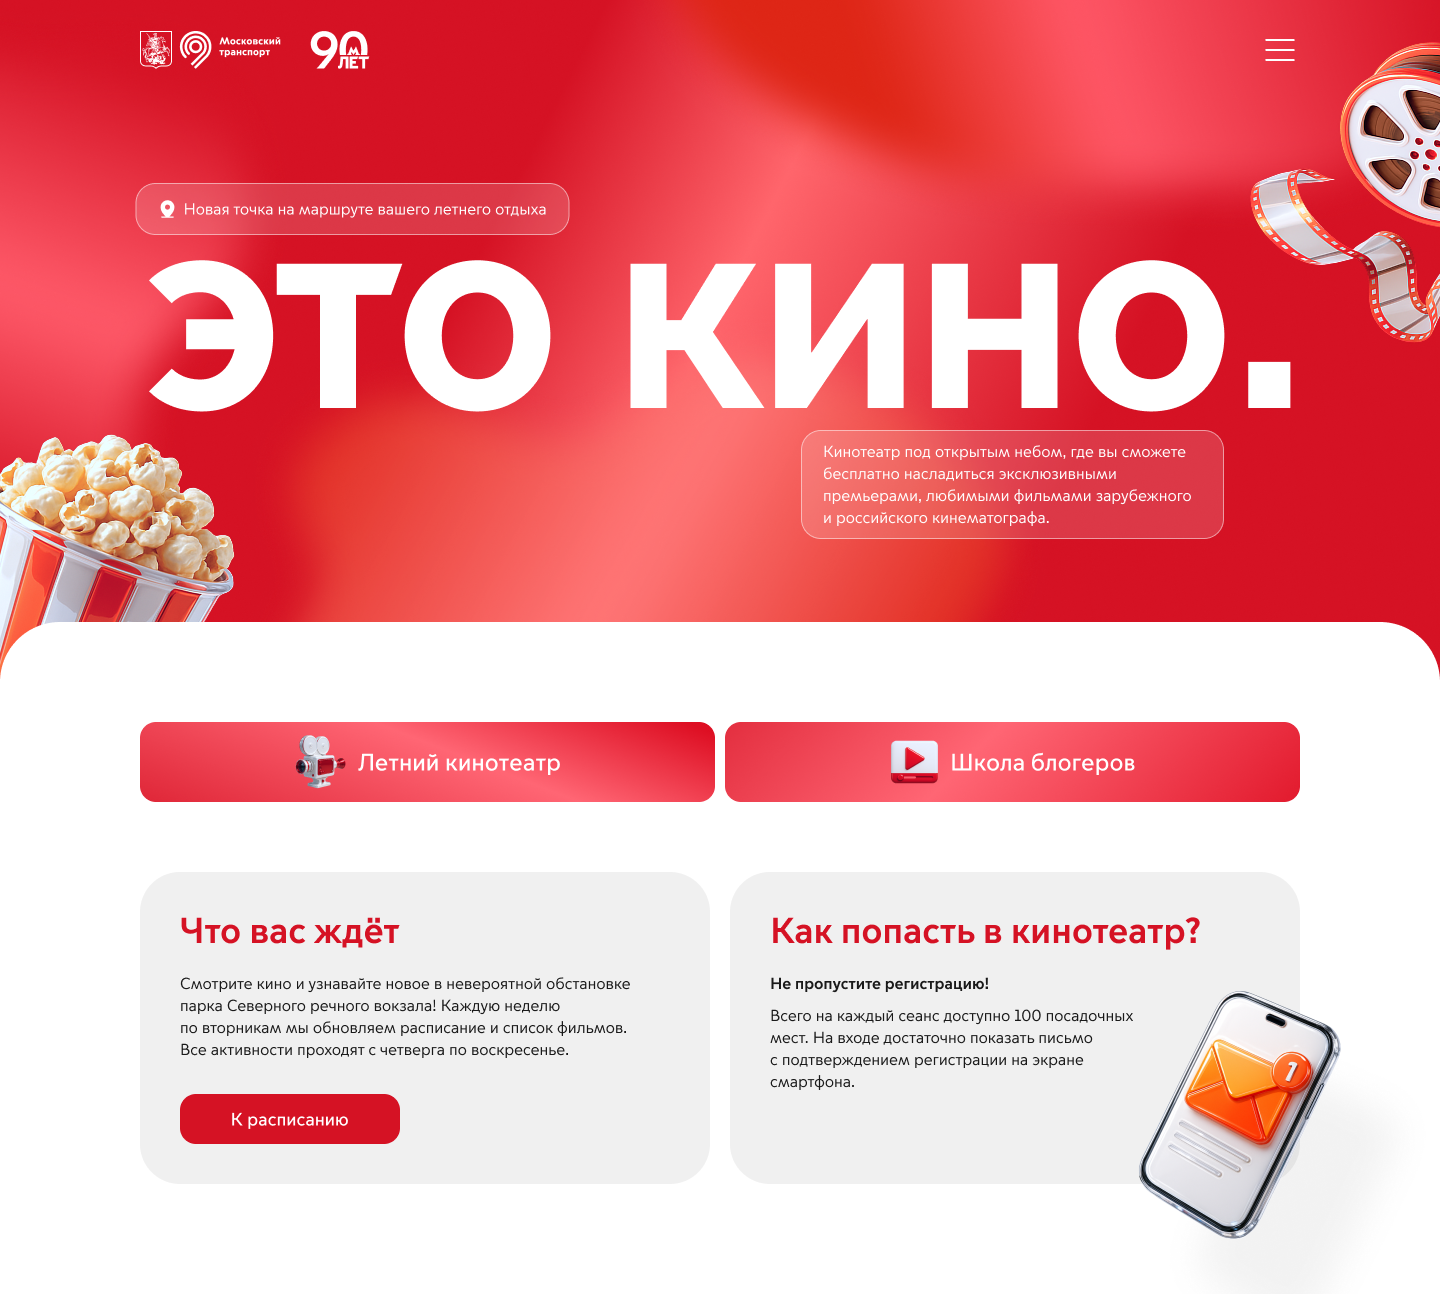 Московский
транспорт
90
М
ЛЕТ
Новая точка на маршруте вашего летнего отдыха
ЭТО КИНО.
Кинотеатр под открытым небом, где вы сможете
бесплатно насладиться эксклюзивными
премьерами, любимыми фильмами зарубежного
и российского кинематографа.
Летний кинотеатр
Школа блогеров
Что вас ждёт
Смотрите кино и узнавайте новое в невероятной обстановке
парка Северного речного вокзала! Каждую неделю
по вторникам мы обновляем расписание и список фильмов.
Все активности проходят с четверга по воскресенье.
К расписанию
Как попасть в кинотеатр?
Не пропустите регистрацию!
Всего на каждый сеанс доступно 100 посадочных
мест. На входе достаточно показать письмо
с подтверждением регистрации на экране
смартфона.
1